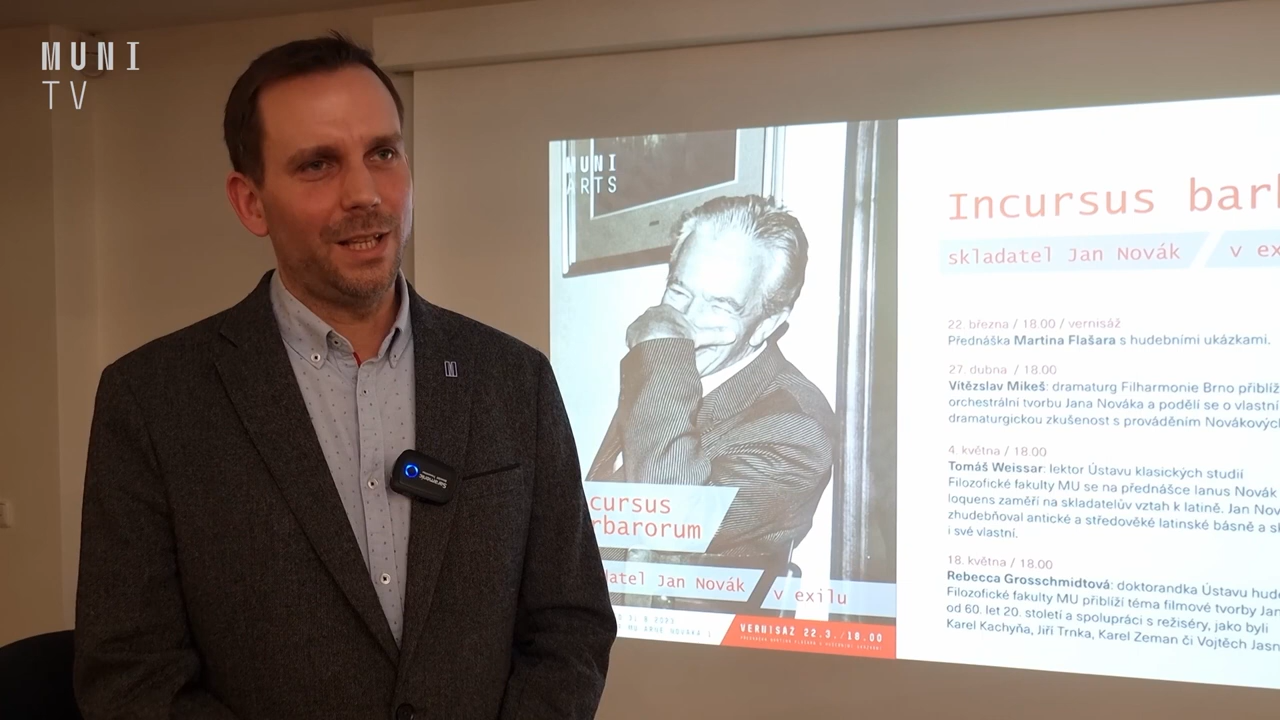 MUNI
TV
MUNI
ARTS
cursus
rbarorum
datel Jan Novák / v exilu
VERNISÁŽ 22.3./18.00
Incursus bar
skladatel Jan Novák / v ex
22. března / 18.00 / vernisáž
Přednáška Martina Flašara s hudebními ukázkami.
27. dubna / 18.00
Vítězslav Mikeš: dramaturg Filharmonie Brno přiblíž
orchestrální tvorbu Jana Nováka a podělí se o vlastní
dramaturgickou zkušenost s prováděním Novákových
4. května / 18.00
Tomáš Weissar: lektor Ústavu klasických studií
Filozofické fakulty MU se na přednášce Ianus Novák
loquens zaměří na skladatelův vztah k latině. Jan Nov
zhudebňoval antické a středověké latinské básně a s
i své vlastní.
18. května / 18.00
Rebecca Grosschmidtová: doktorandka Ústavu hud
Filozofické fakulty MU přiblíží téma filmové tvorby Jan
od 60. let 20. století a spolupráci s režiséry, jako byli
Karel Kachyňa, Jiří Trnka, Karel Zeman či Vojtěch Jasn
Saramonic